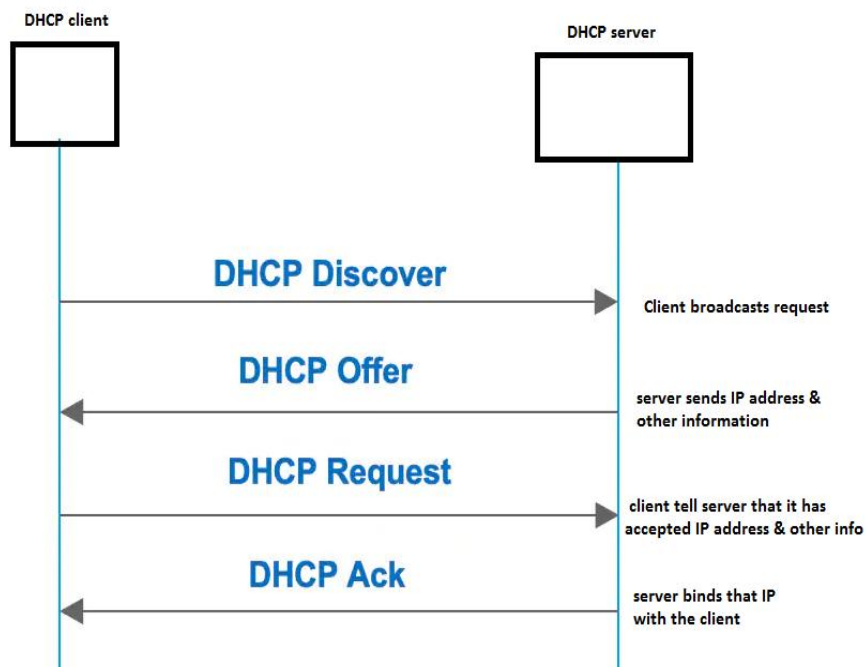 DHCP client
DHCP server
DHCP Discover
Client broadcasts request
DHCP Offer
server sends IP address &
other information
DHCP Request
client tell server that it has
accepted IP address & other info
DHCP Ack
server binds that IP
with the client